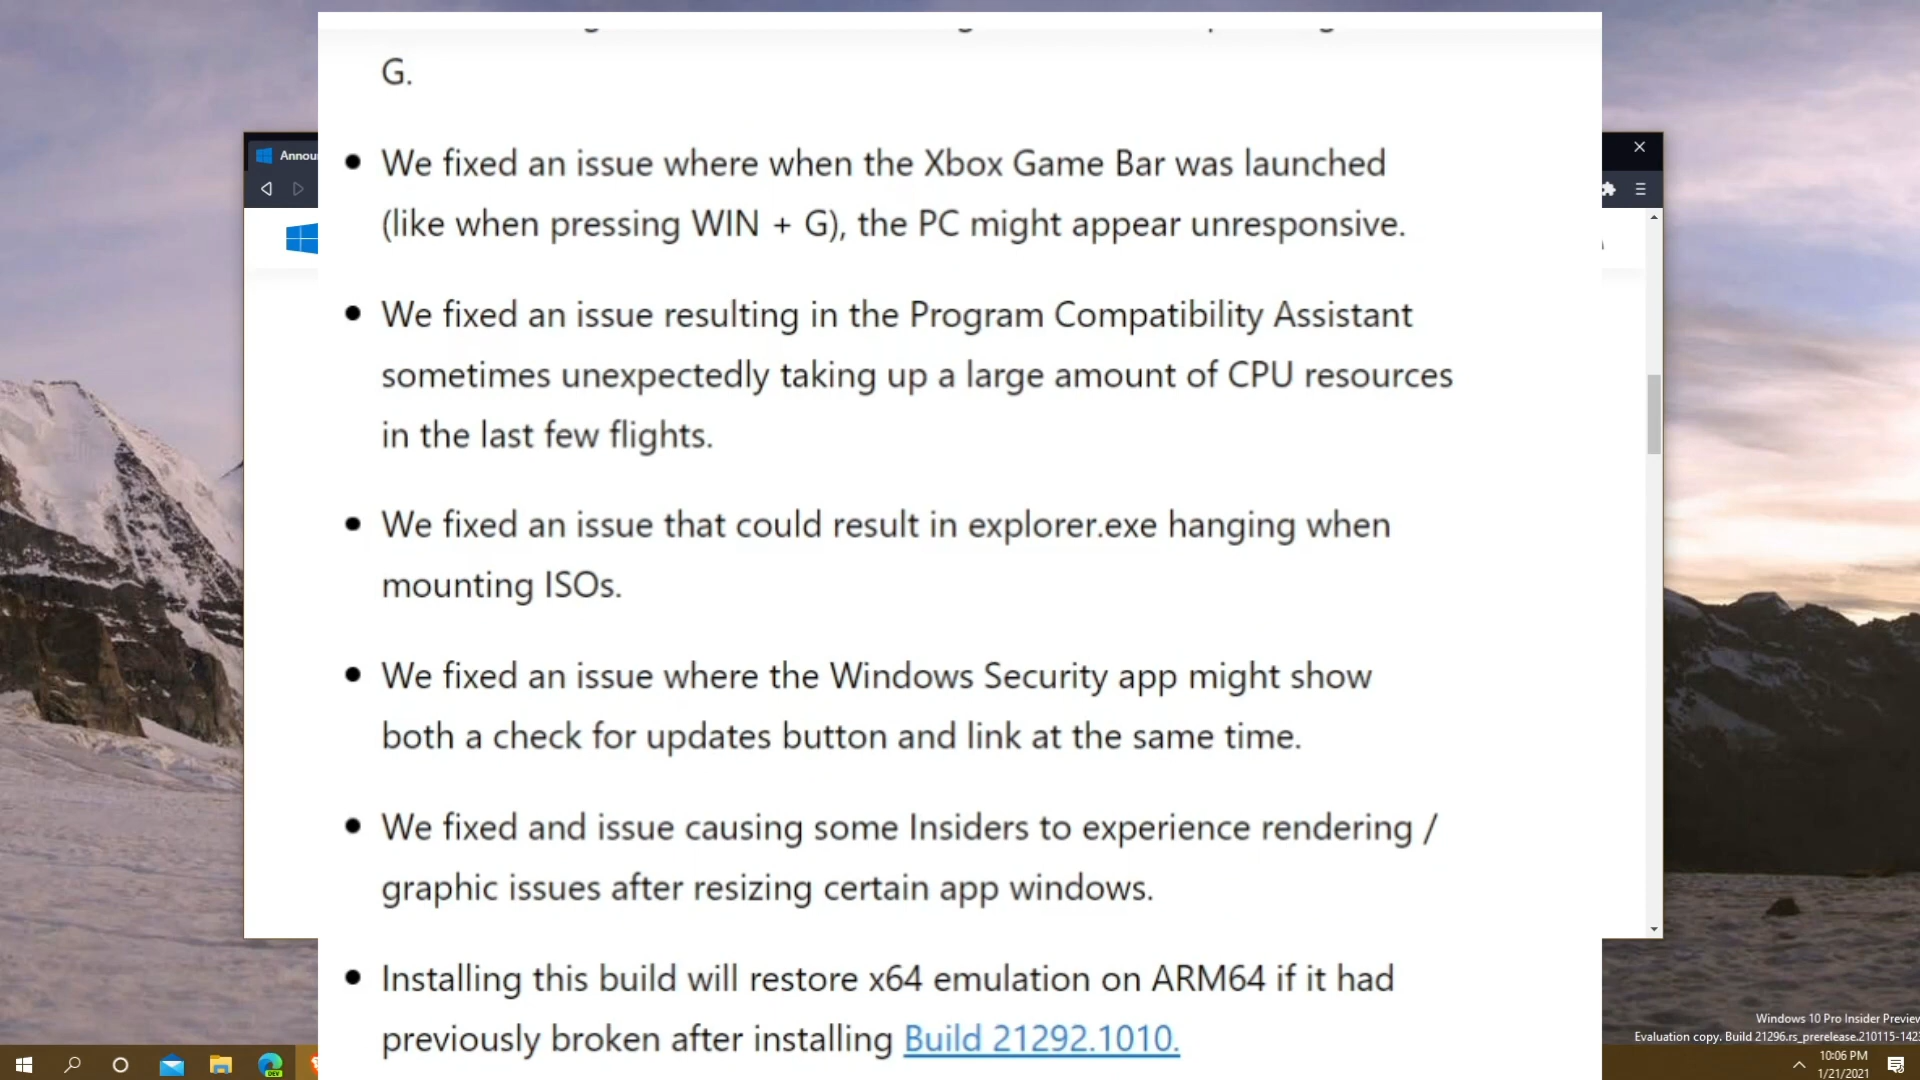 G.
Announ
We fixed an issue where when the Xbox Game Bar was launched
(like when pressing WIN + G), the PC might appear unresponsive.
We fixed an issue resulting in the Program Compatibility Assistant
sometimes unexpectedly taking up a large amount of CPU resources
in the last few flights.
We fixed an issue that could result in explorer.exe hanging when
mounting ISOs.
We fixed an issue where the Windows Security app might show
both a check for updates button and link at the same time.
We fixed and issue causing some Insiders to experience rendering /
graphic issues after resizing certain app windows.
Installing this build will restore x64 emulation on ARM64 if it had
previously broken after installing Build 21292.1010.
Windows 10 Pro Insider Preview
Evaluation copy. Build 21296.rs_prerelease.210115-142
DEV
10:06 PM
1/21/2021